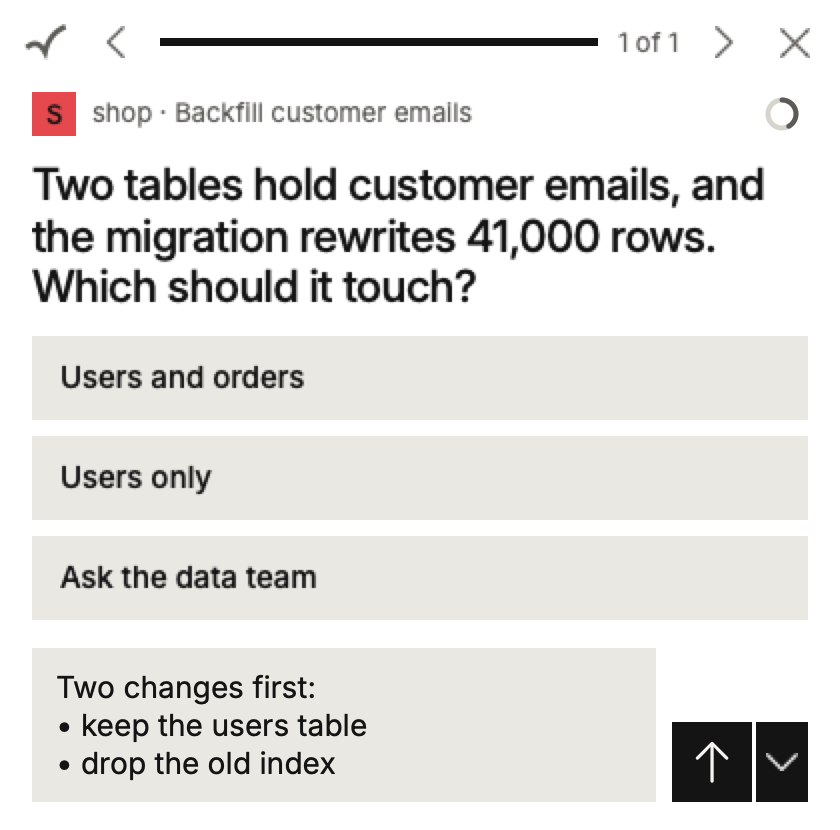 1 of 1
S
shop · Backfill customer emails
Two tables hold customer emails, and
the migration rewrites 41,000 rows.
Which should it touch?
Users and orders
Users only
Ask the data team
Two changes first:
• keep the users table
• drop the old index